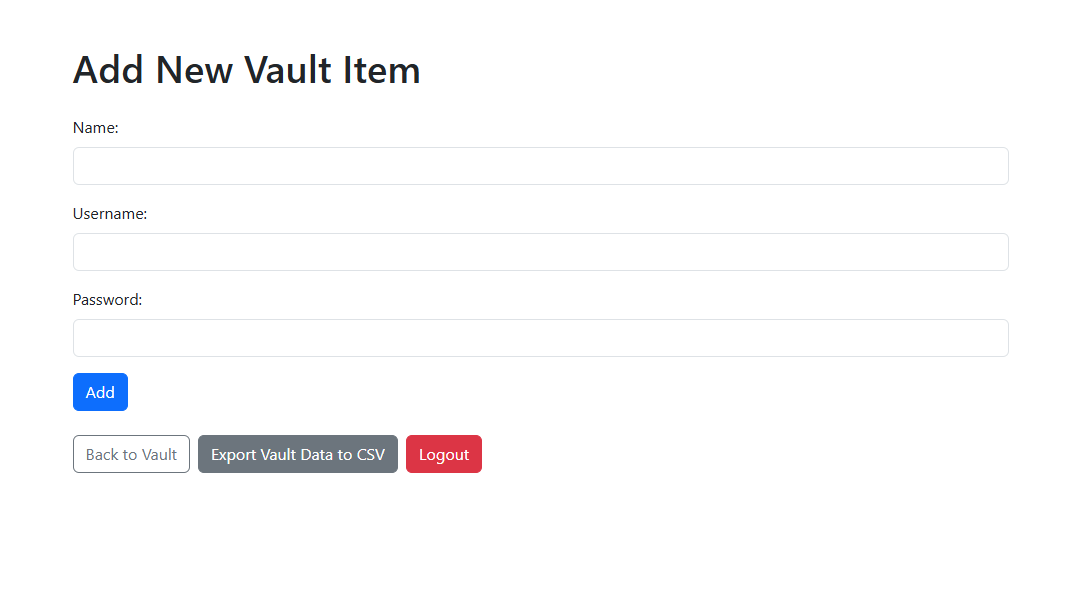 Add New Vault Item
Name:
Username:
Password:
Add
Back to Vault Export Vault Data to CSV Logout